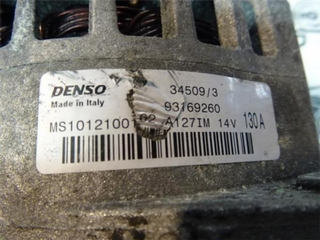 DENSO 34509/3
Made in Italy 93169260
MS1012100 A127IM 14V 130A